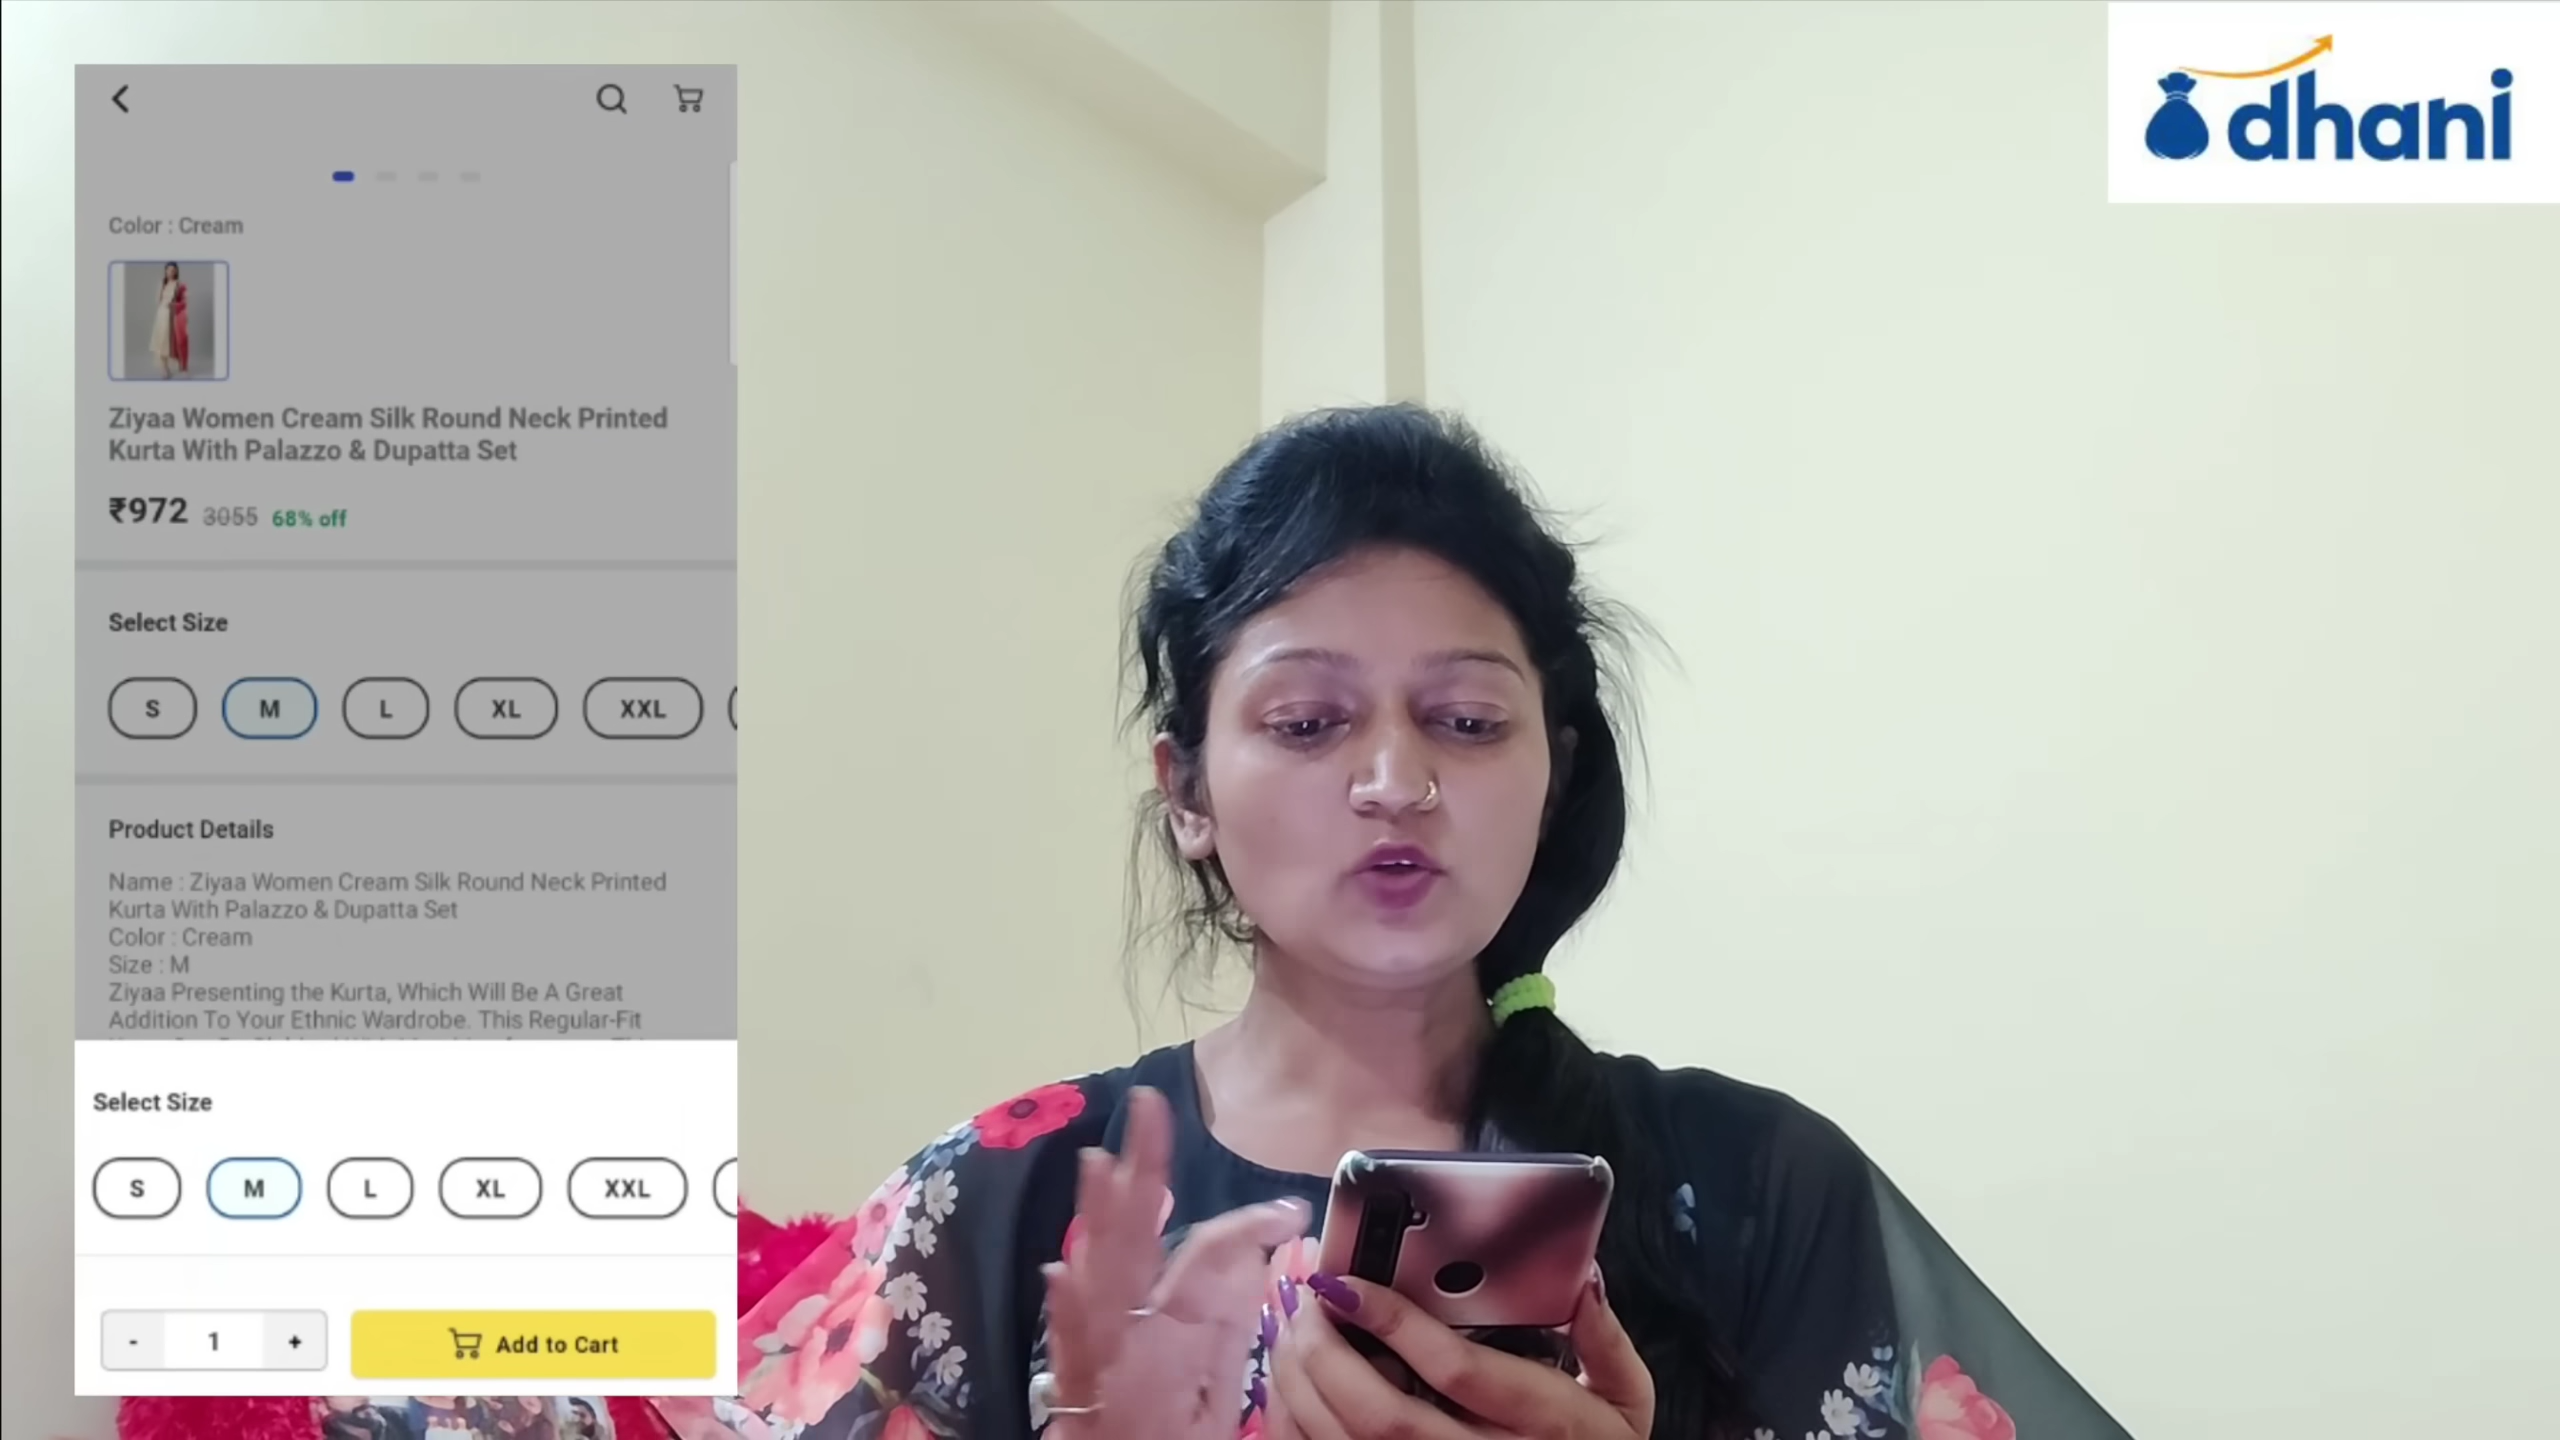 dhani
Color : Cream
Ziyaa Women Cream Silk Round Neck Printed
Kurta With Palazzo & Dupatta Set
₹972 3055 68% off
Select Size
S M L XL XXL
Product Details
Name : Ziyaa Women Cream Silk Round Neck Printed
Kurta With Palazzo & Dupatta Set
Color : Cream
Size : M
Ziyaa Presenting the Kurta, Which Will Be A Great
Addition To Your Ethnic Wardrobe. This Regular-Fit
Select Size
S M L XL XXL
- 1 + Add to Cart